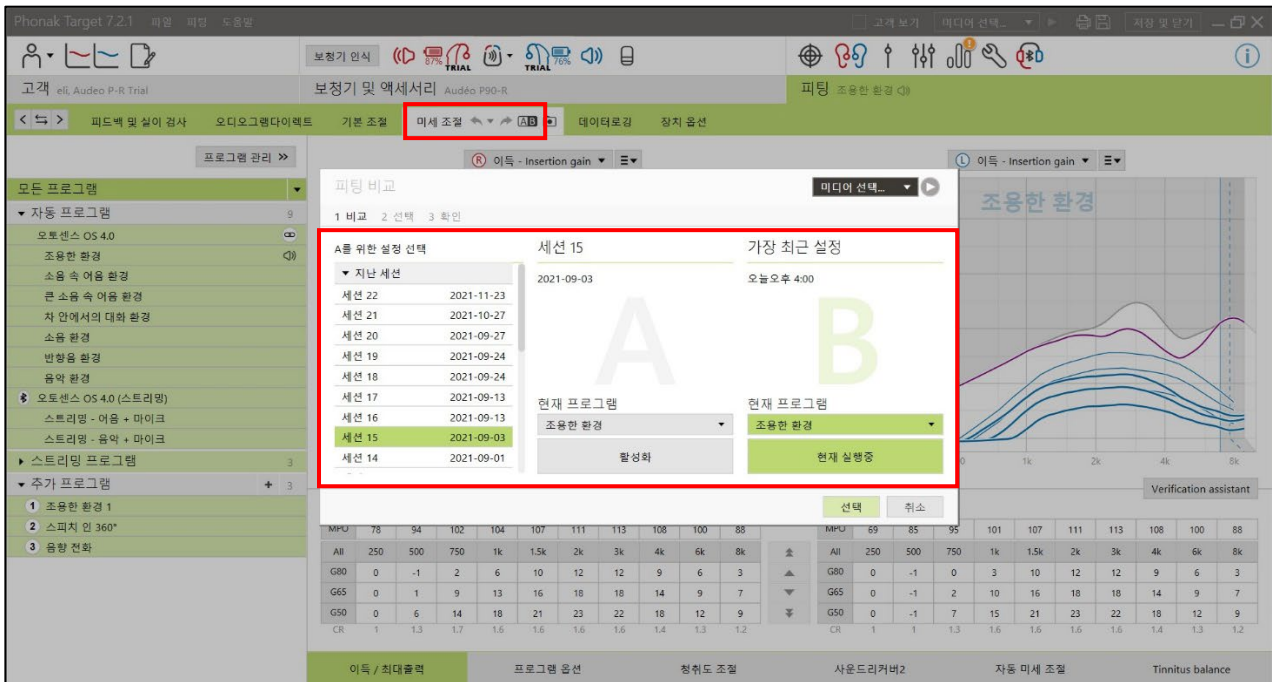 Phonak Target 7.2.1 파일 피팅 도움말 고객 보기 미디어 선택... 저장 및 닫기
보청기 인식 87% TRIAL TRIAL 76%
고객 eli, Audeo P-R Trial 보청기 및 액세서리 Audéo P90-R 피팅 조용한 환경
피드백 및 실이 검사 오디오그램다이렉트 기본 조절 미세 조절 AB 데이터로깅 장치 옵션
프로그램 관리 R 이득 - Insertion gain L 이득 - Insertion gain
모든 프로그램
자동 프로그램 9
오토센스 OS 4.0
조용한 환경
소음 속 어음 환경
큰 소음 속 어음 환경
차 안에서의 대화 환경
소음 환경
반향음 환경
음악 환경
오토센스 OS 4.0 (스트리밍)
스트리밍 - 어음 + 마이크
스트리밍 - 음악 + 마이크
스트리밍 프로그램 3
추가 프로그램 + 3
1 조용한 환경 1
2 스피치 인 360°
3 음향 전화
피팅 비교 미디어 선택...
1 비교 2 선택 3 확인
A를 위한 설정 선택
지난 세션
세션 22 2021-11-23
세션 21 2021-10-27
세션 20 2021-09-27
세션 19 2021-09-24
세션 18 2021-09-24
세션 17 2021-09-13
세션 16 2021-09-13
세션 15 2021-09-03
세션 14 2021-09-01
세션 15
2021-09-03
A
현재 프로그램
조용한 환경
활성화
가장 최근 설정
오늘오후 4:00
B
현재 프로그램
조용한 환경
현재 실행중
선택 취소
조용한 환경
1k 2k 4k 8k
Verification assistant
MPO 78 94 102 104 107 111 113 108 100 88 MPO 69 85 95 101 107 111 113 108 100 88
All 250 500 750 1k 1.5k 2k 3k 4k 6k 8k All 250 500 750 1k 1.5k 2k 3k 4k 6k 8k
G80 0 -1 2 6 10 12 12 9 6 3 G80 0 -1 0 3 10 12 12 9 6 3
G65 0 1 9 13 16 18 18 14 9 7 G65 0 -1 2 10 16 18 18 14 9 7
G50 0 6 14 18 21 23 22 18 12 9 G50 0 -1 7 15 21 23 22 18 12 9
CR 1 1.3 1.7 1.6 1.6 1.6 1.6 1.4 1.3 1.2 CR 1 1 1.3 1.6 1.6 1.6 1.6 1.4 1.3 1.2
이득 / 최대출력 프로그램 옵션 청취도 조절 사운드리커버2 자동 미세 조절 Tinnitus balance